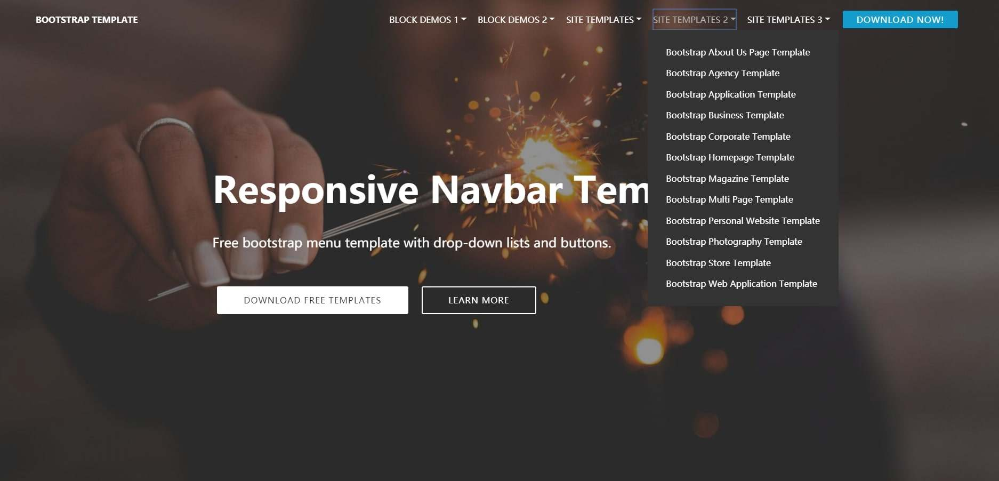 BOOTSTRAP TEMPLATE
BLOCK DEMOS 1
BLOCK DEMOS 2
SITE TEMPLATES
SITE TEMPLATES 2
SITE TEMPLATES 3
DOWNLOAD NOW!
Bootstrap About Us Page Template
Bootstrap Agency Template
Bootstrap Application Template
Bootstrap Business Template
Bootstrap Corporate Template
Bootstrap Homepage Template
Bootstrap Magazine Template
Bootstrap Multi Page Template
Bootstrap Personal Website Template
Bootstrap Photography Template
Bootstrap Store Template
Bootstrap Web Application Template
Responsive Navbar Tem
Free bootstrap menu template with drop-down lists and buttons.
DOWNLOAD FREE TEMPLATES
LEARN MORE